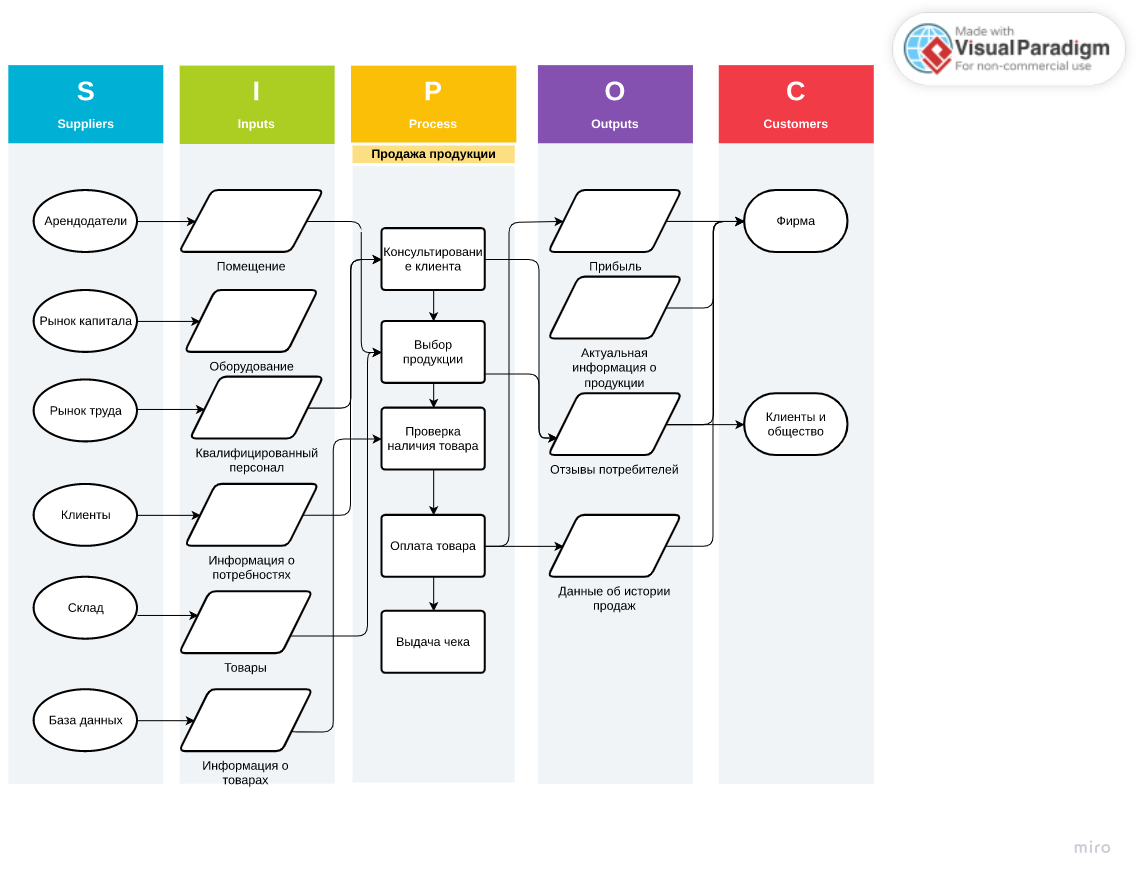 Made with
Visual Paradigm
For non-commercial use
S
Suppliers
I
Inputs
P
Process
O
Outputs
C
Customers
Продажа продукции
Арендодатели
Рынок капитала
Рынок труда
Клиенты
Склад
База данных
Помещение
Оборудование
Квалифицированный
персонал
Информация о
потребностях
Товары
Информация о
товарах
Консультировани
е клиента
Выбор
продукции
Проверка
наличия товара
Оплата товара
Выдача чека
Прибыль
Актуальная
информация о
продукции
Отзывы потребителей
Данные об истории
продаж
Фирма
Клиенты и
общество
miro